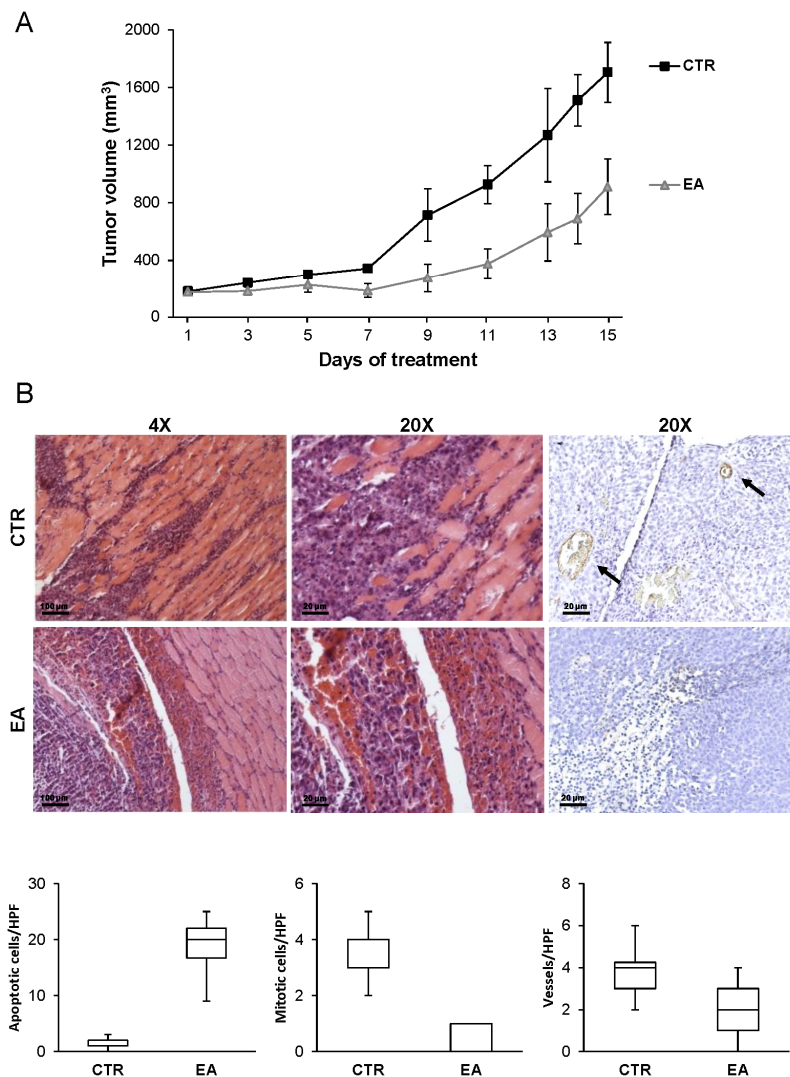 A
Tumor volume (mm³)
2000
1600
1200
800
400
0
1 3 5 7 9 11 13 15
Days of treatment
CTR
EA
B
4X 20X 20X
CTR
100 µm 20 µm 20 µm
EA
100 µm 20 µm 20 µm
Apoptotic cells/HPF
30
20
10
0
CTR EA
Mitotic cells/HPF
6
4
2
0
CTR EA
Vessels/HPF
8
6
4
2
0
CTR EA